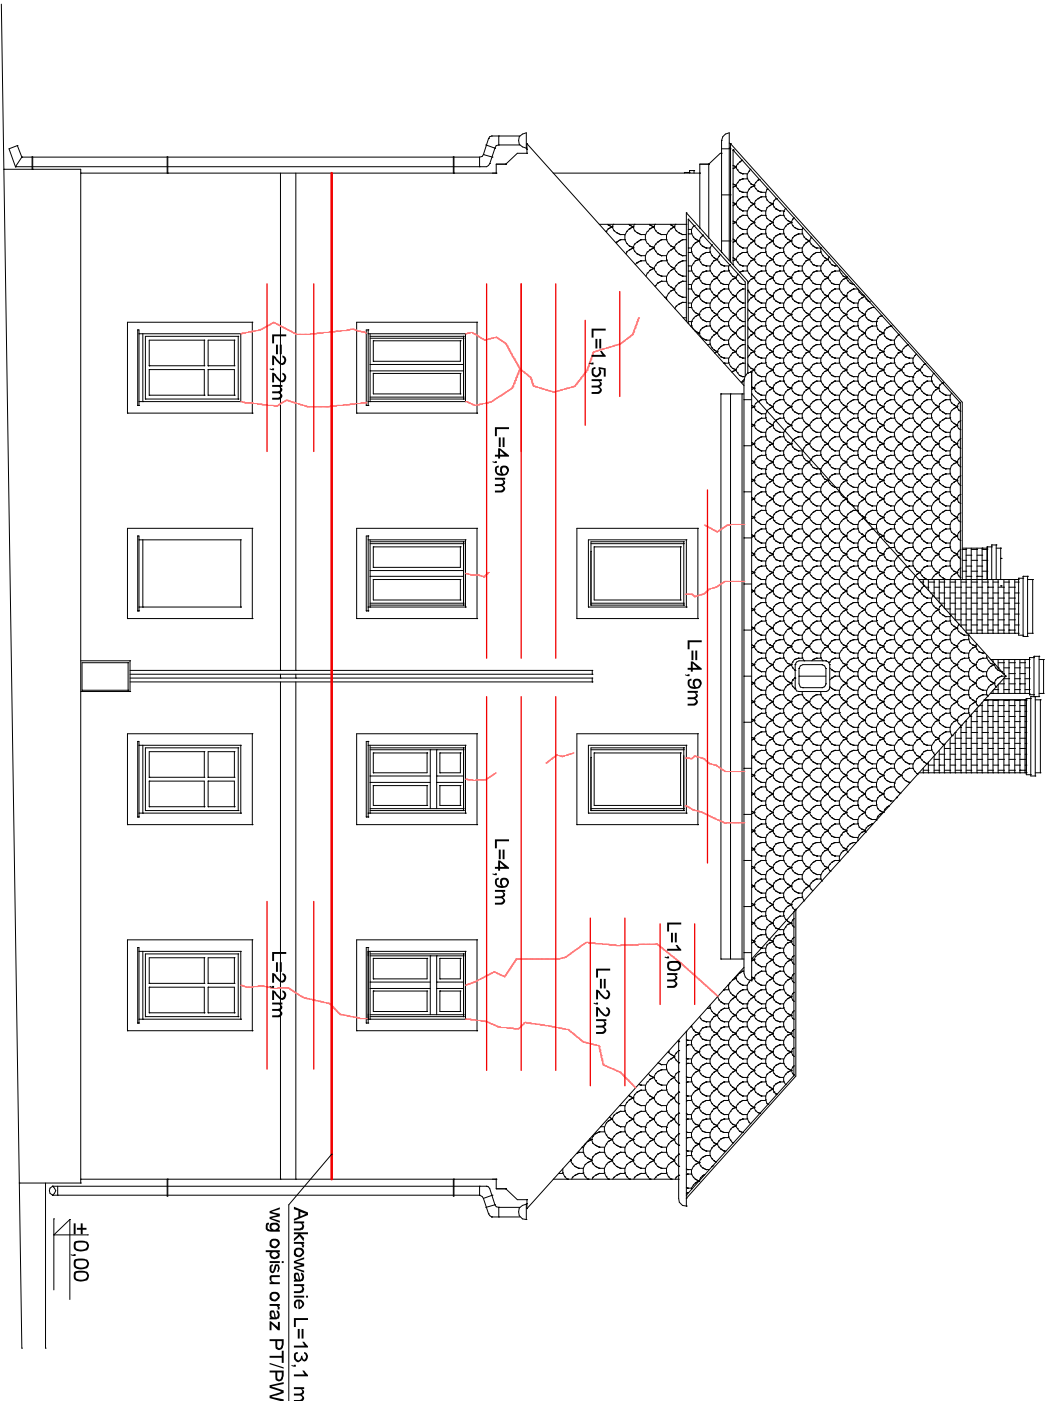 L=4,9m
L=1,0m
L=1,5m
L=2,2m
L=4,9m
L=4,9m
L=2,2m
L=2,2m
Ankrowanie L=13,1 m
wg opisu oraz PT/PW
±0,00